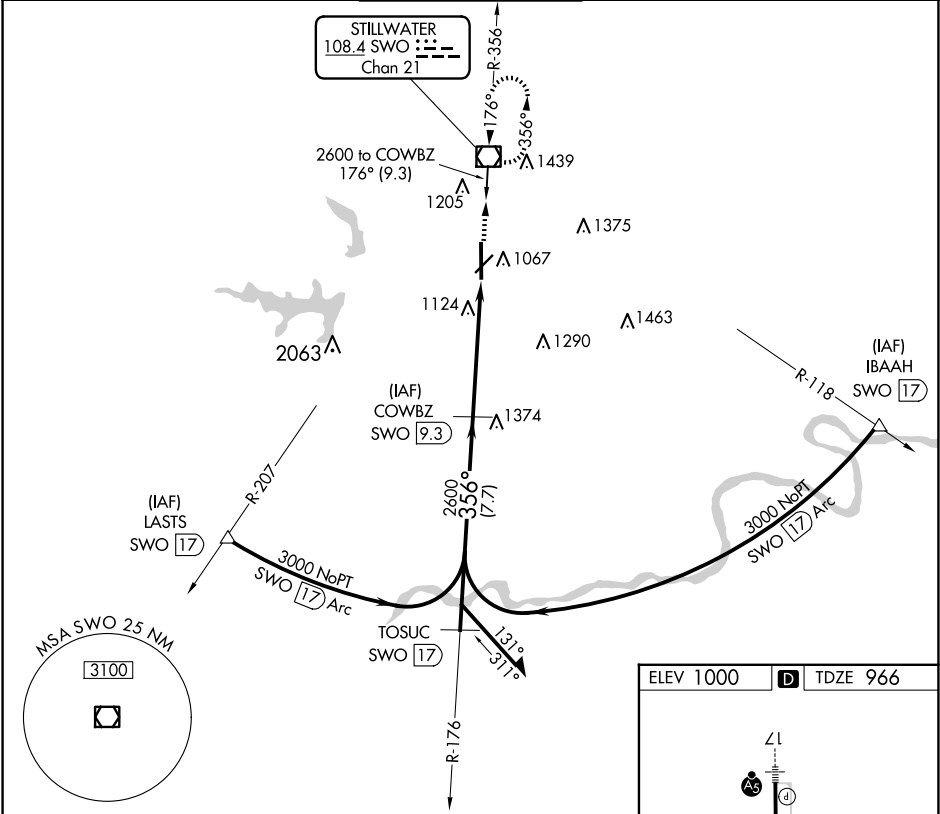 STILLWATER
108.4 SWO
Chan 21
R-356
176°
356°
2600 to COWBZ
176° (9.3)
1439
1205
1375
1067
1124
1463
1290
2063
(IAF)
IBAAH
SWO 17
R-118
(IAF)
COWBZ
SWO 9.3
1374
R-207
(IAF)
LASTS
SWO 17
2600
356°
(7.7)
3000 NoPT
SWO 17 Arc
3000 NoPT
SWO 17 Arc
TOSUC
SWO 17
131°
311°
MSA SWO 25 NM
3100
R-176
ELEV 1000 D TDZE 966
17
A5
P